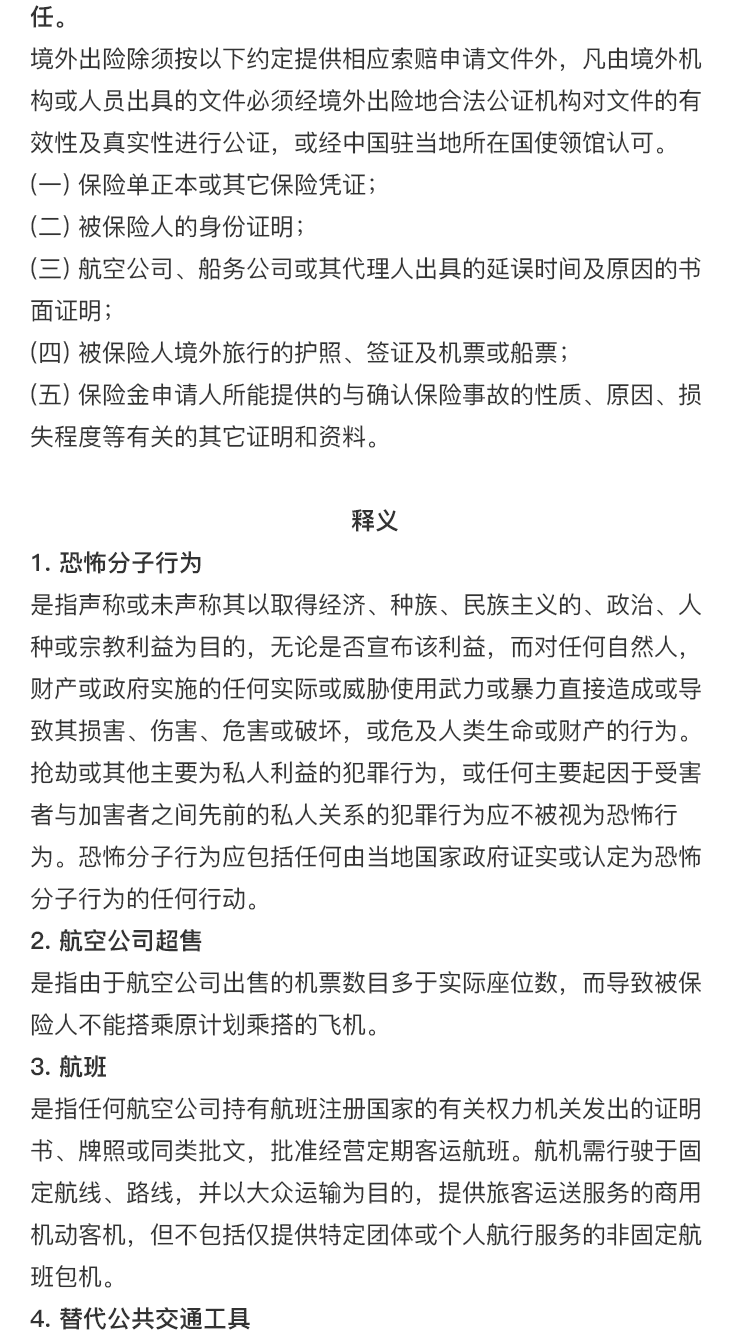 任。
境外出险除须按以下约定提供相应索赔申请文件外，凡由境外机
构或人员出具的文件必须经境外出险地合法公证机构对文件的有
效性及真实性进行公证，或经中国驻当地所在国使领馆认可。
(一) 保险单正本或其它保险凭证；
(二) 被保险人的身份证明；
(三) 航空公司、船务公司或其代理人出具的延误时间及原因的书
面证明；
(四) 被保险人境外旅行的护照、签证及机票或船票；
(五) 保险金申请人所能提供的与确认保险事故的性质、原因、损
失程度等有关的其它证明和资料。
释义
1. 恐怖分子行为
是指声称或未声称其以取得经济、种族、民族主义的、政治、人
种或宗教利益为目的，无论是否宣布该利益，而对任何自然人，
财产或政府实施的任何实际或威胁使用武力或暴力直接造成或导
致其损害、伤害、危害或破坏，或危及人类生命或财产的行为。
抢劫或其他主要为私人利益的犯罪行为，或任何主要起因于受害
者与加害者之间先前的私人关系的犯罪行为应不被视为恐怖行
为。恐怖分子行为应包括任何由当地国家政府证实或认定为恐怖
分子行为的任何行动。
2. 航空公司超售
是指由于航空公司出售的机票数目多于实际座位数，而导致被保
险人不能搭乘原计划乘搭的飞机。
3. 航班
是指任何航空公司持有航班注册国家的有关权力机关发出的证明
书、牌照或同类批文，批准经营定期客运航班。航机需行驶于固
定航线、路线，并以大众运输为目的，提供旅客运送服务的商用
机动客机，但不包括仅提供特定团体或个人航行服务的非固定航
班包机。
4. 替代公共交通工具